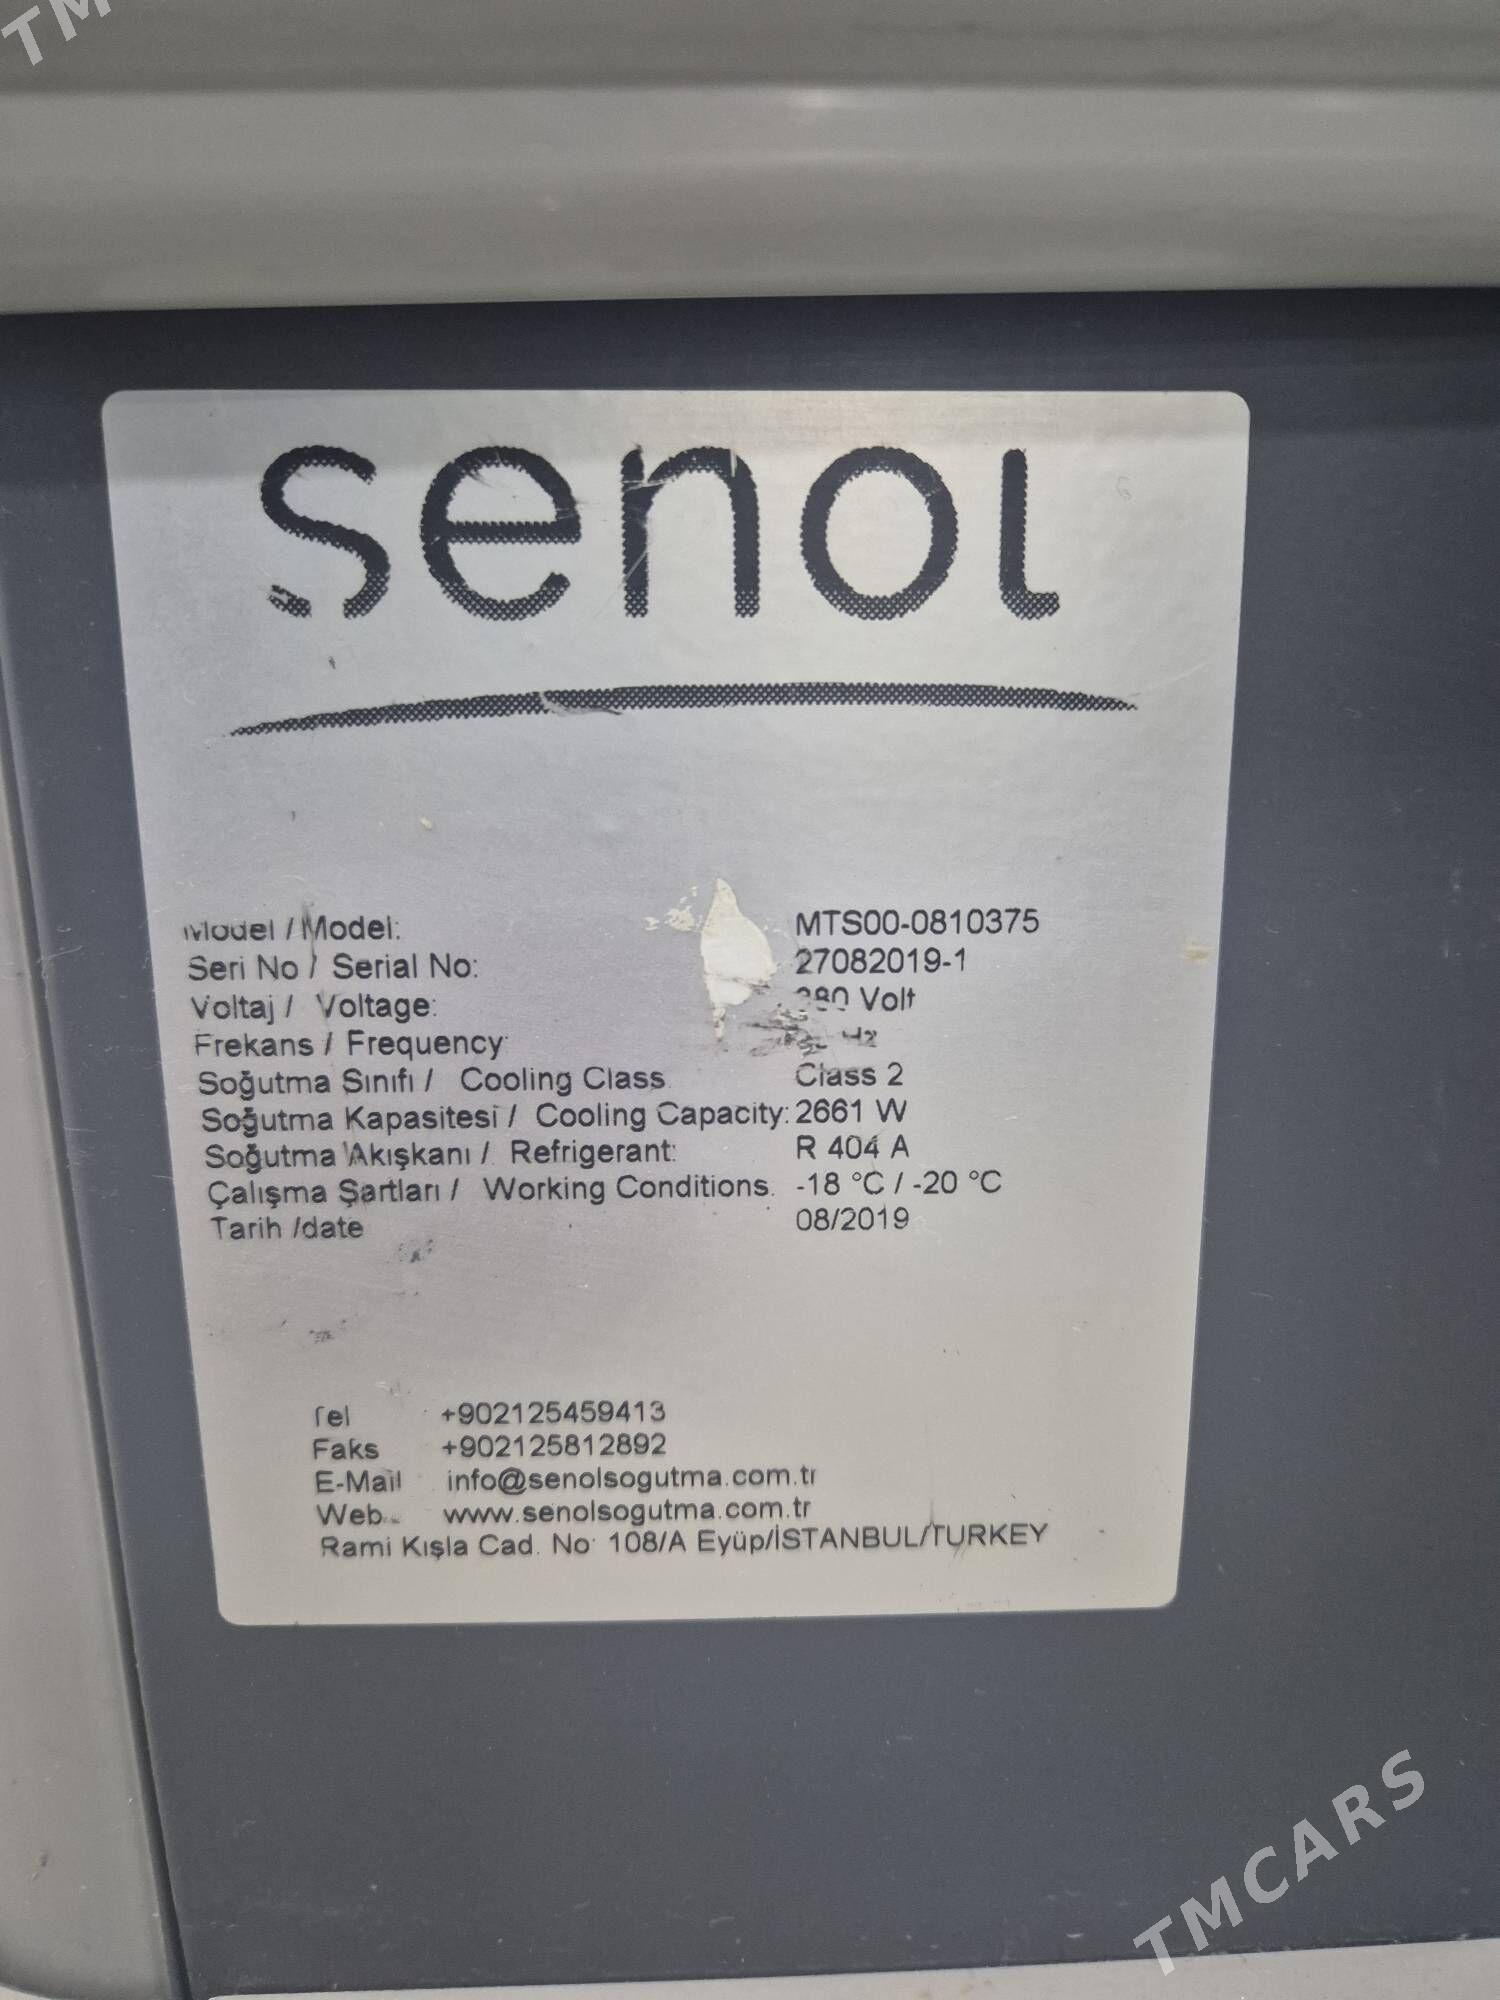 TM
senol
Model / Model: MTS00-0810375
Seri No / Serial No: 27082019-1
Voltaj / Voltage: 380 Volt
Frekans / Frequency: Hz
Soğutma Sınıfı / Cooling Class Class 2
Soğutma Kapasitesi / Cooling Capacity: 2661 W
Soğutma Akışkanı / Refrigerant: R 404 A
Çalışma Şartları / Working Conditions. -18 °C / -20 °C
Tarih /date 08/2019
Tel +902125459413
Faks +902125812892
E-Mail info@senolsogutma.com.tr
Web www.senolsogutma.com.tr
Rami Kışla Cad. No: 108/A Eyüp/İSTANBUL/TURKEY
TMCARS